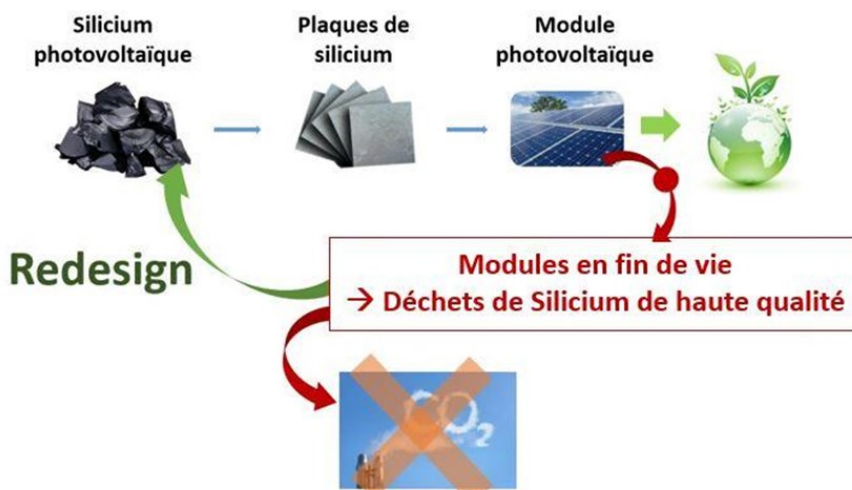 Silicium
photovoltaïque
Plaques de
silicium
Module
photovoltaïque
Redesign
Modules en fin de vie
→ Déchets de Silicium de haute qualité
CO₂